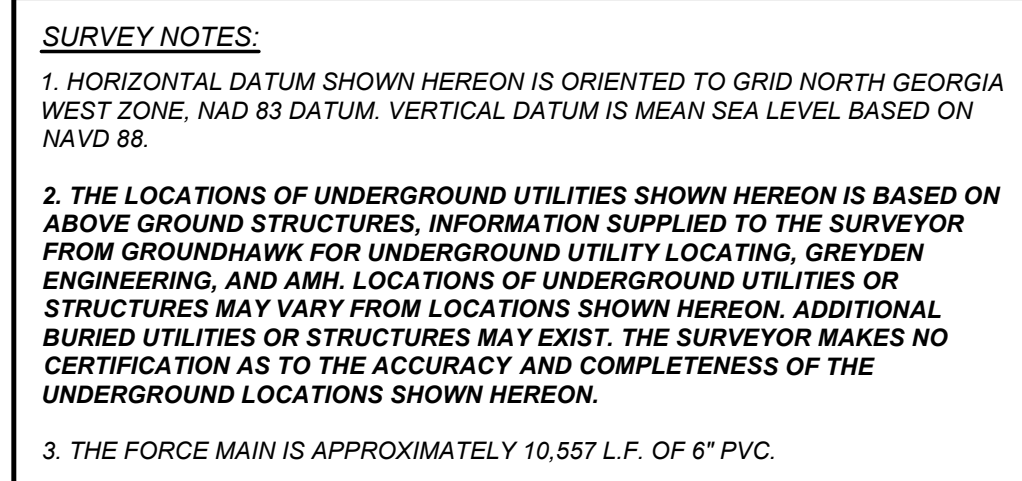 SURVEY NOTES:
1. HORIZONTAL DATUM SHOWN HEREON IS ORIENTED TO GRID NORTH GEORGIA
WEST ZONE, NAD 83 DATUM. VERTICAL DATUM IS MEAN SEA LEVEL BASED ON
NAVD 88.
2. THE LOCATIONS OF UNDERGROUND UTILITIES SHOWN HEREON IS BASED ON
ABOVE GROUND STRUCTURES, INFORMATION SUPPLIED TO THE SURVEYOR
FROM GROUNDHAWK FOR UNDERGROUND UTILITY LOCATING, GREYDEN
ENGINEERING, AND AMH. LOCATIONS OF UNDERGROUND UTILITIES OR
STRUCTURES MAY VARY FROM LOCATIONS SHOWN HEREON. ADDITIONAL
BURIED UTILITIES OR STRUCTURES MAY EXIST. THE SURVEYOR MAKES NO
CERTIFICATION AS TO THE ACCURACY AND COMPLETENESS OF THE
UNDERGROUND LOCATIONS SHOWN HEREON.
3. THE FORCE MAIN IS APPROXIMATELY 10,557 L.F. OF 6" PVC.